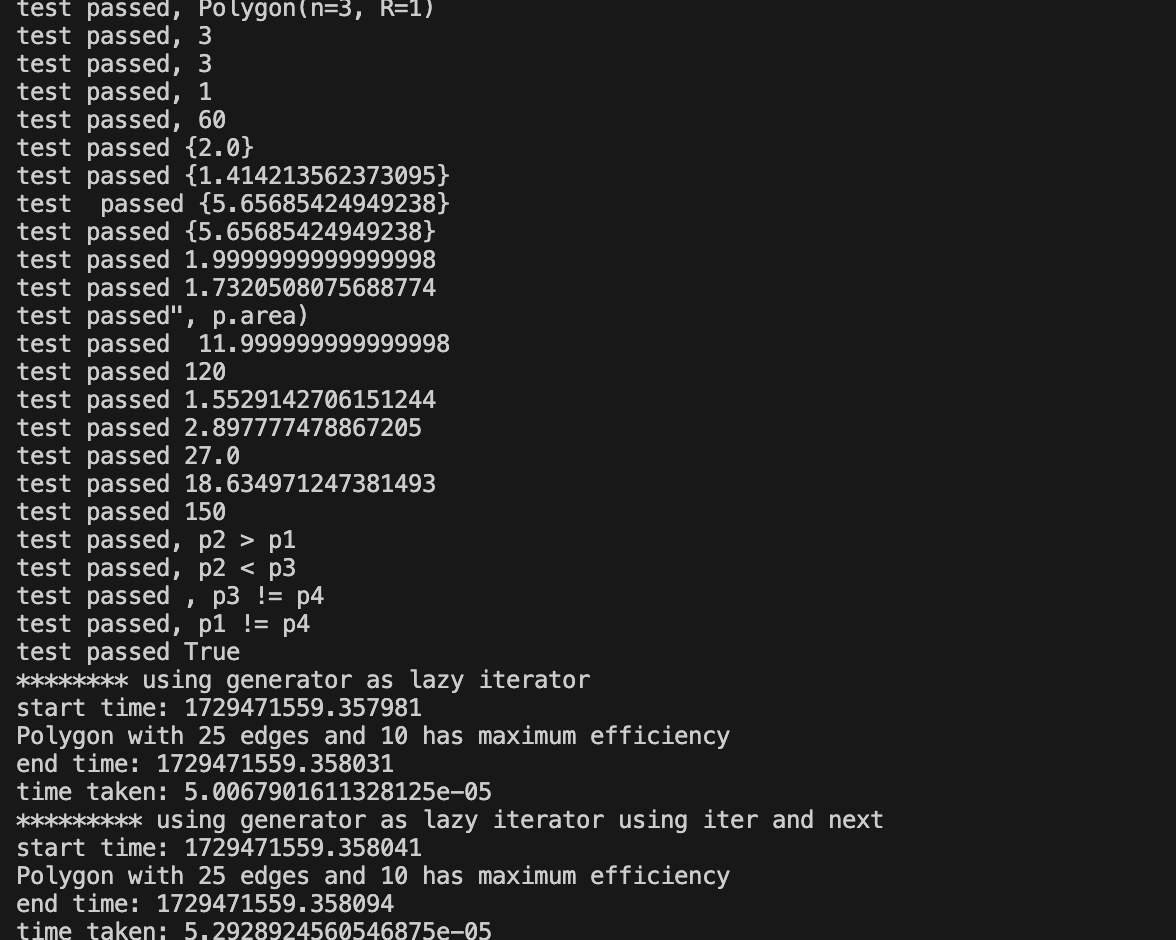 test passed, Polygon(n=3, R=1)
test passed, 3
test passed, 3
test passed, 1
test passed, 60
test passed {2.0}
test passed {1.414213562373095}
test  passed {5.65685424949238}
test passed {5.65685424949238}
test passed 1.9999999999999998
test passed 1.7320508075688774
test passed", p.area)
test passed  11.999999999999998
test passed 120
test passed 1.5529142706151244
test passed 2.897777478867205
test passed 27.0
test passed 18.634971247381493
test passed 150
test passed, p2 > p1
test passed, p2 < p3
test passed , p3 != p4
test passed, p1 != p4
test passed True
******** using generator as lazy iterator
start time: 1729471559.357981
Polygon with 25 edges and 10 has maximum efficiency
end time: 1729471559.358031
time taken: 5.0067901611328125e-05
********* using generator as lazy iterator using iter and next
start time: 1729471559.358041
Polygon with 25 edges and 10 has maximum efficiency
end time: 1729471559.358094
time taken: 5.2928924560546875e-05